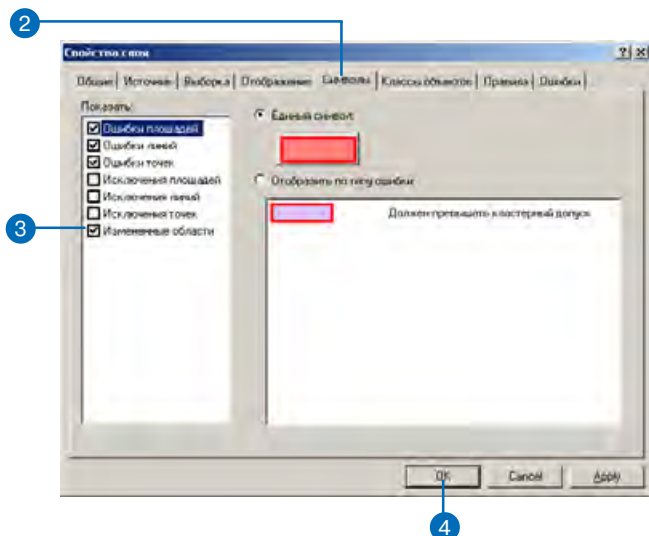 2
Свойства слоя
Общие Источник Выборка Отображение Символы Классы объектов Правила Ошибки
Показать:
Ошибки площадей
Ошибки линий
Ошибки точек
Исключения площадей
Исключения линий
Исключения точек
Измененные области
3
Единый символ
Отобразить по типу ошибки
Должен превышать кластерный допуск
OK Cancel Apply
4